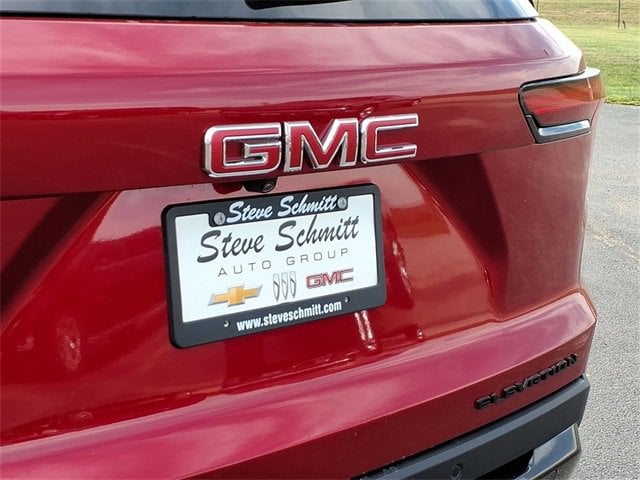 GMC
Steve Schmitt
Steve Schmitt
AUTO GROUP
GMC
www.steveschmitt.com
ELEVATION